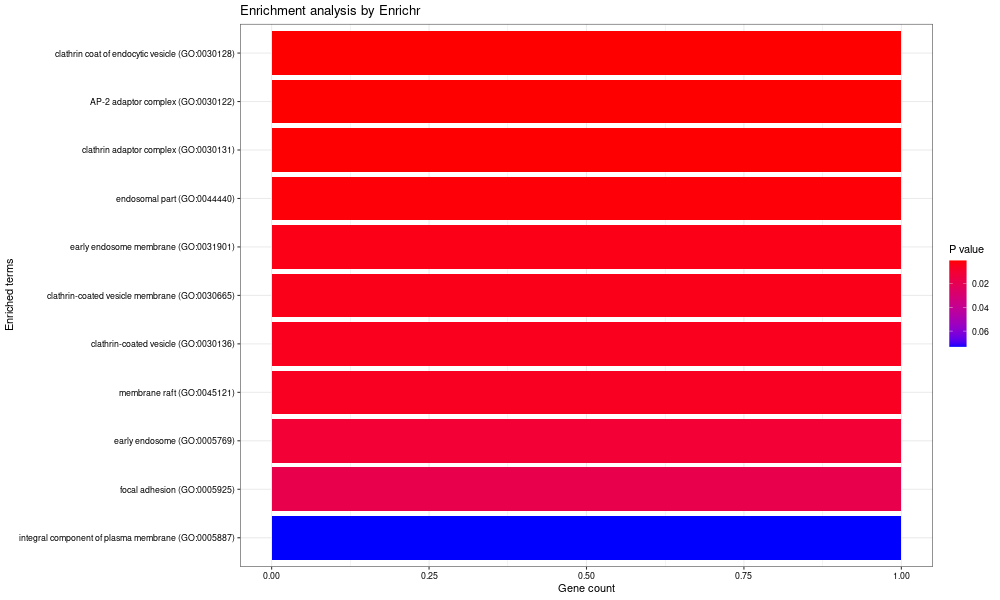 Enrichment analysis by Enrichr
clathrin coat of endocytic vesicle (GO:0030128)
AP-2 adaptor complex (GO:0030122)
clathrin adaptor complex (GO:0030131)
endosomal part (GO:0044440)
early endosome membrane (GO:0031901)
clathrin-coated vesicle membrane (GO:0030665)
clathrin-coated vesicle (GO:0030136)
membrane raft (GO:0045121)
early endosome (GO:0005769)
focal adhesion (GO:0005925)
integral component of plasma membrane (GO:0005887)
Enriched terms
0.00 0.25 0.50 0.75 1.00
Gene count
P value
0.02
0.04
0.06